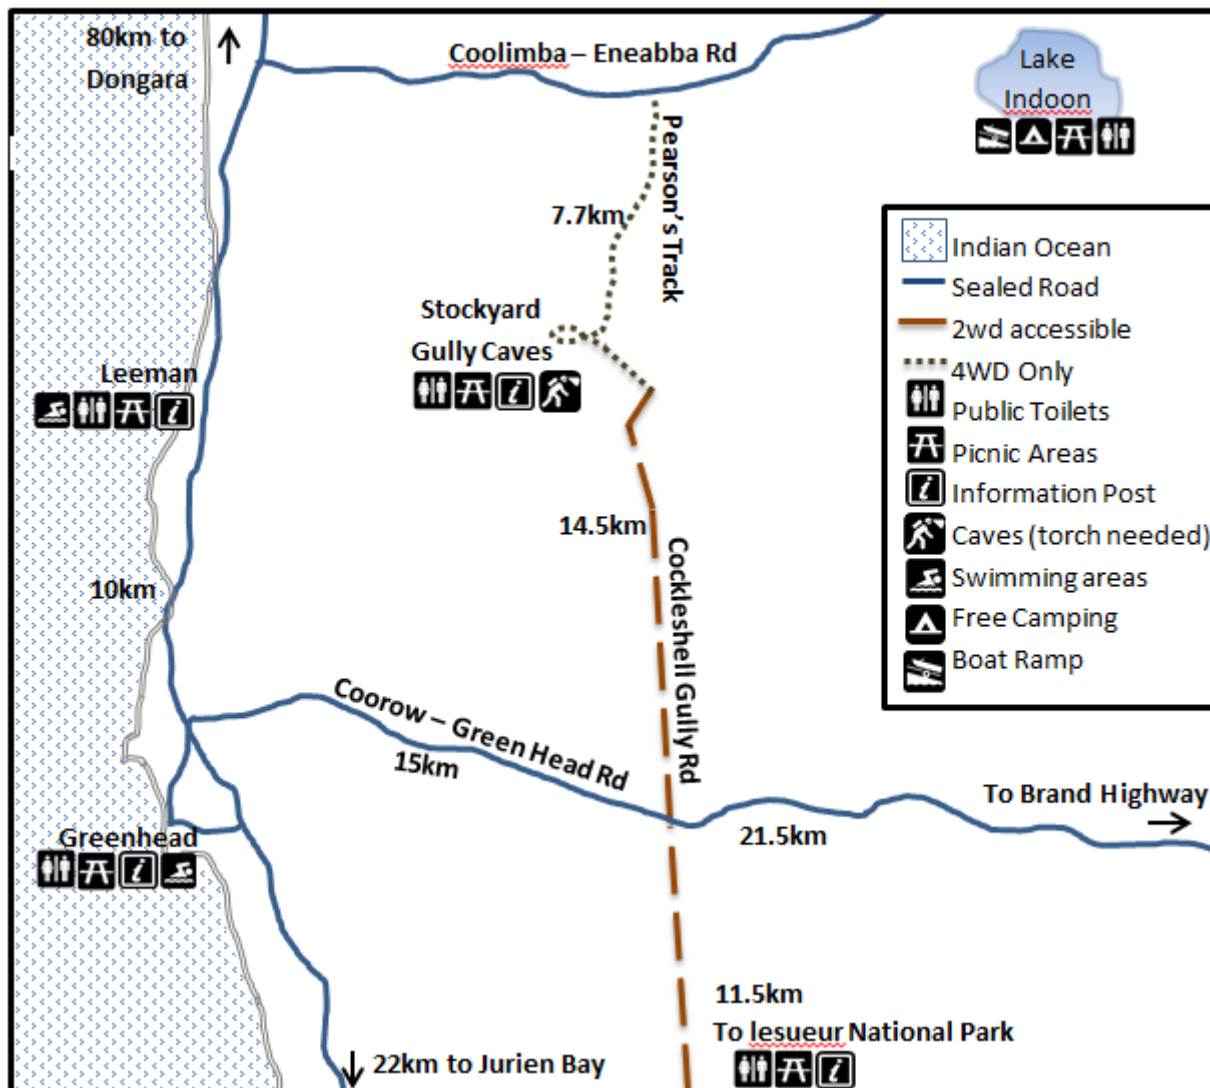 80km to
Dongara
Coolimba – Eneabba Rd
Lake
Indoon
Pearson's Track
7.7km
Stockyard
Gully Caves
Leeman
14.5km
10km
Cockleshell Gully Rd
Coorow – Green Head Rd
15km
To Brand Highway
21.5km
Greenhead
11.5km
To lesueur National Park
22km to Jurien Bay
Indian Ocean
Sealed Road
2wd accessible
4WD Only
Public Toilets
Picnic Areas
Information Post
Caves (torch needed)
Swimming areas
Free Camping
Boat Ramp